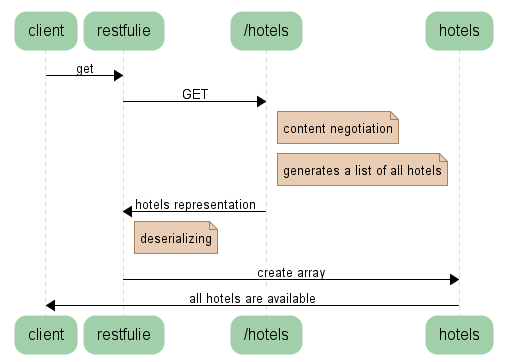 client restfulie /hotels hotels
get
GET
content negotiation
generates a list of all hotels
hotels representation
deserializing
create array
all hotels are available
client restfulie /hotels hotels